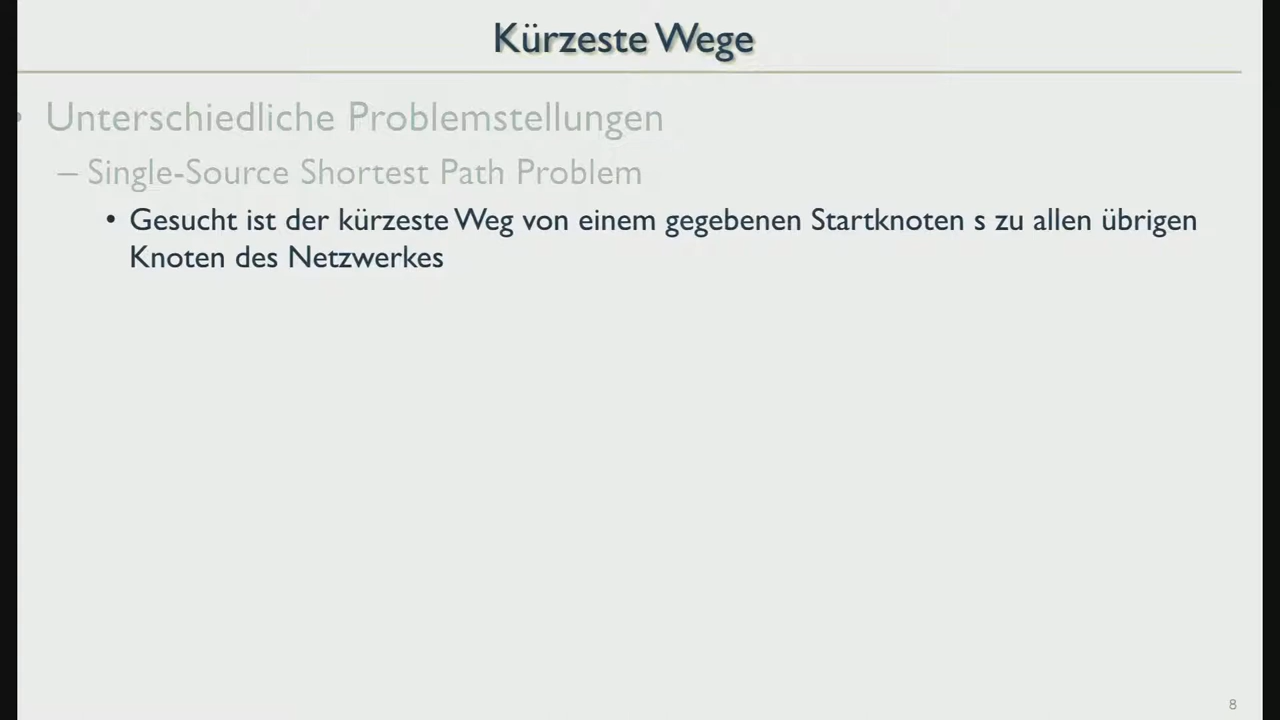 Kürzeste Wege
• Unterschiedliche Problemstellungen
– Single-Source Shortest Path Problem
• Gesucht ist der kürzeste Weg von einem gegebenen Startknoten s zu allen übrigen
Knoten des Netzwerkes
8